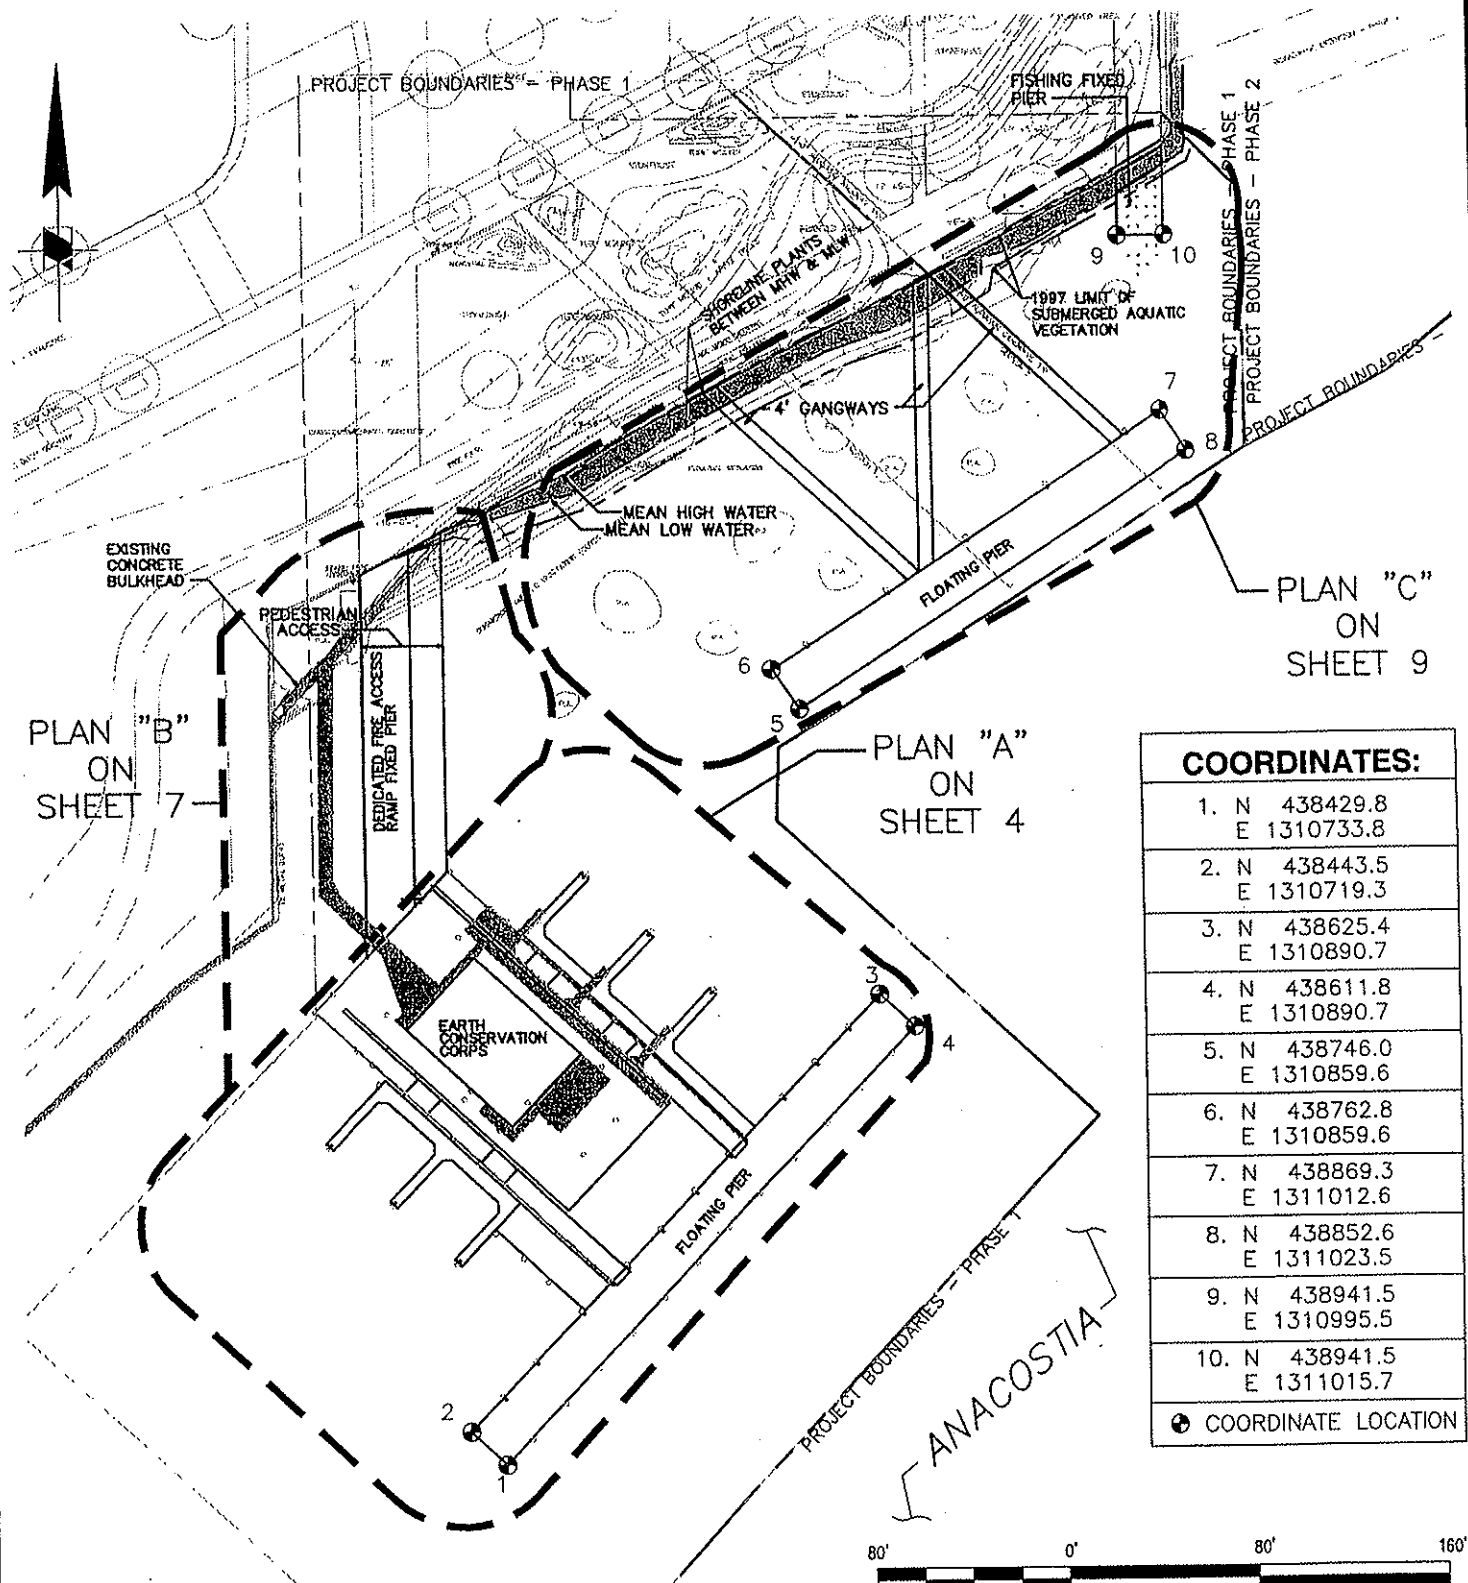 PROJECT BOUNDARIES - PHASE 1
FISHING FIXED
PIER
PROJECT BOUNDARIES - PHASE 1
PROJECT BOUNDARIES - PHASE 2
9
10
SHORELINE PLANTS
BETWEEN MHW & MLW
1997 LIMIT OF
SUBMERGED AQUATIC
VEGETATION
PROJECT BOUNDARIES -
7
4' GANGWAYS
8
MEAN HIGH WATER
MEAN LOW WATER
EXISTING
CONCRETE
BULKHEAD
FLOATING PIER
PLAN "C"
ON
SHEET 9
PEDESTRIAN
ACCESS
6
5
DEDICATED FIRE ACCESS
RAMP FIXED PIER
PLAN "B"
ON
SHEET 7
PLAN "A"
ON
SHEET 4
3
4
EARTH
CONSERVATION
CORPS
FLOATING PIER
PROJECT BOUNDARIES - PHASE 1
2
1
ANACOSTIA
COORDINATES:
1. N 438429.8
E 1310733.8
2. N 438443.5
E 1310719.3
3. N 438625.4
E 1310890.7
4. N 438611.8
E 1310890.7
5. N 438746.0
E 1310859.6
6. N 438762.8
E 1310859.6
7. N 438869.3
E 1311012.6
8. N 438852.6
E 1311023.5
9. N 438941.5
E 1310995.5
10. N 438941.5
E 1311015.7
COORDINATE LOCATION
80' 0' 80' 160'